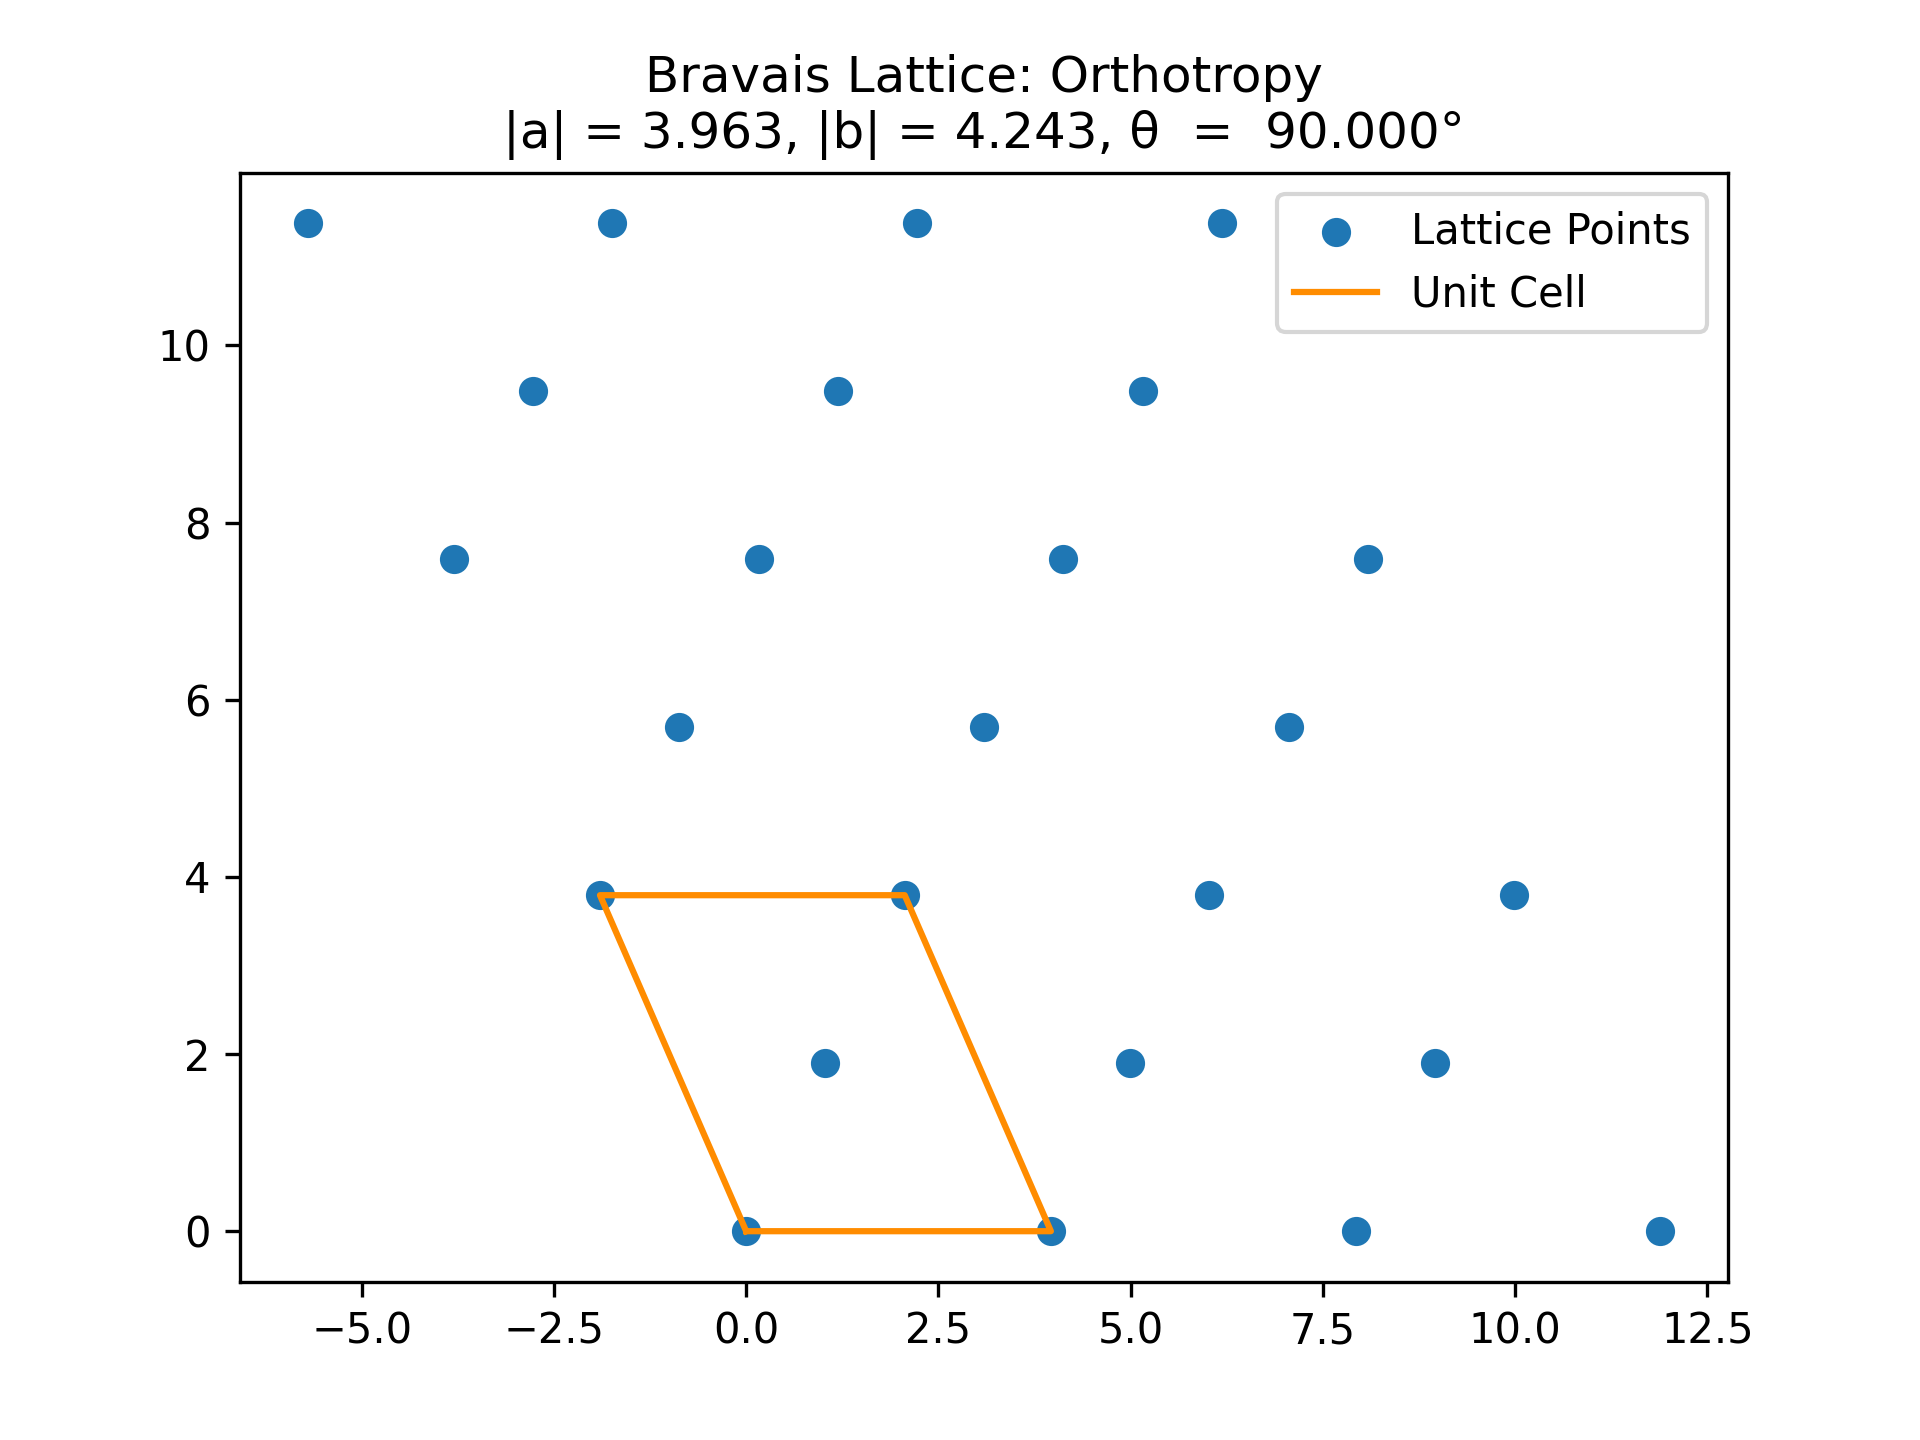 Bravais Lattice: Orthotropy
|a| = 3.963, |b| = 4.243, θ  =  90.000°
Lattice Points
Unit Cell
10
8
6
4
2
0
−5.0 −2.5 0.0 2.5 5.0 7.5 10.0 12.5